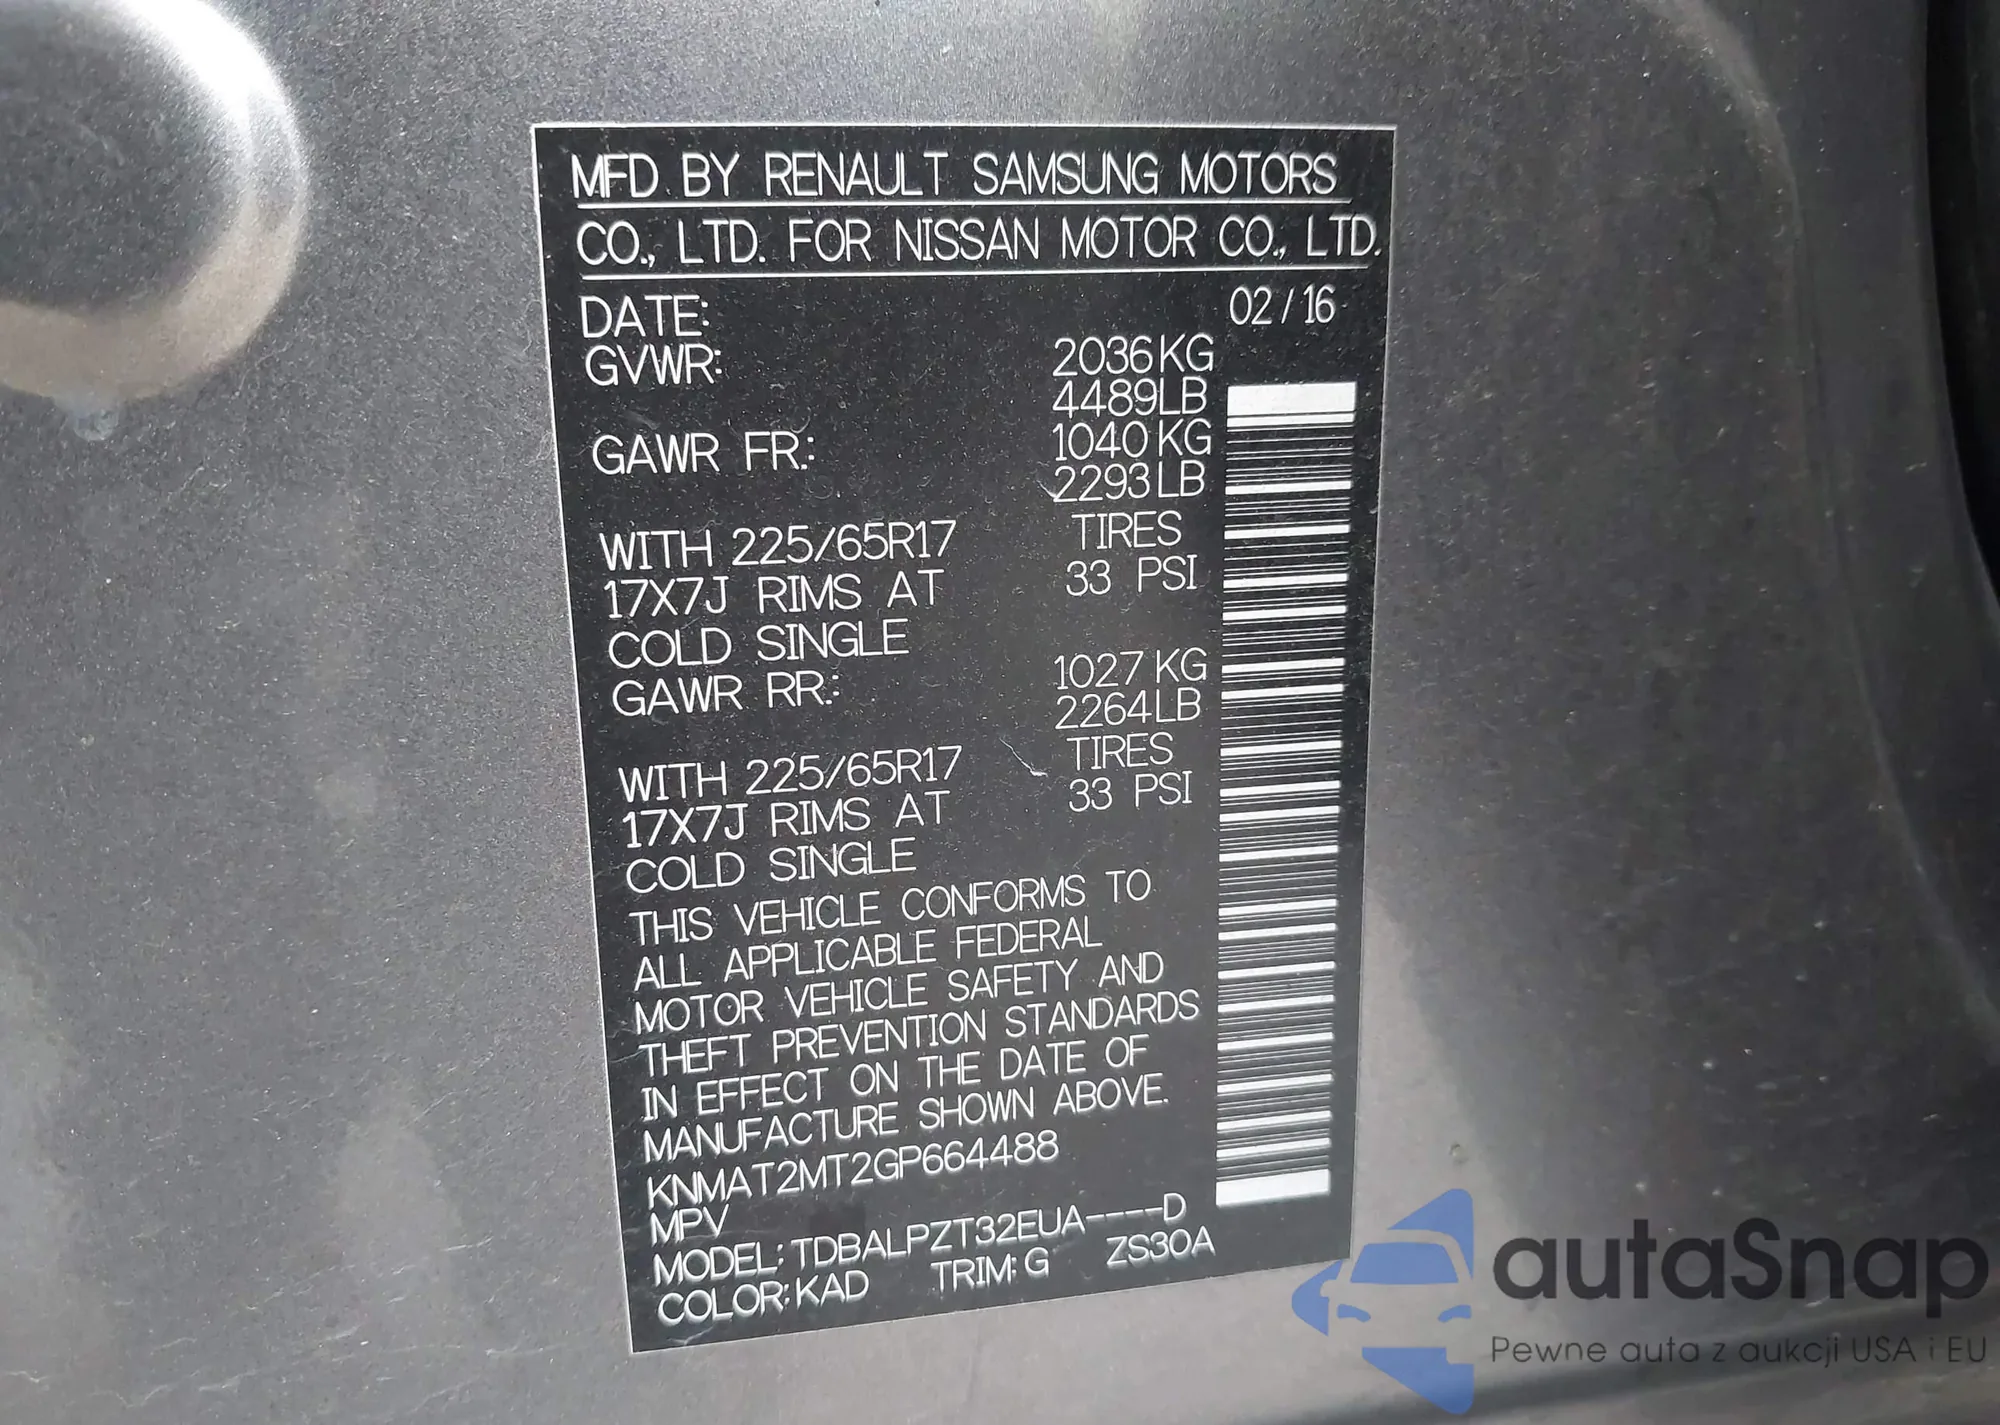 MFD BY RENAULT SAMSUNG MOTORS
CO., LTD. FOR NISSAN MOTOR CO., LTD.
DATE: 02/16
GVWR: 2036KG
4489LB
GAWR FR.: 1040KG
2293LB
WITH 225/65R17 TIRES
17X7J RIMS AT 33 PSI
COLD SINGLE
GAWR RR.: 1027KG
2264LB
WITH 225/65R17 TIRES
17X7J RIMS AT 33 PSI
COLD SINGLE
THIS VEHICLE CONFORMS TO
ALL APPLICABLE FEDERAL
MOTOR VEHICLE SAFETY AND
THEFT PREVENTION STANDARDS
IN EFFECT ON THE DATE OF
MANUFACTURE SHOWN ABOVE.
KNMAT2MT2GP664488
MPV
MODEL: TDBALPZT32EUA----D
COLOR: KAD TRIM: G ZS30A
autaSnap
Pewne auta z aukcji USA i EU